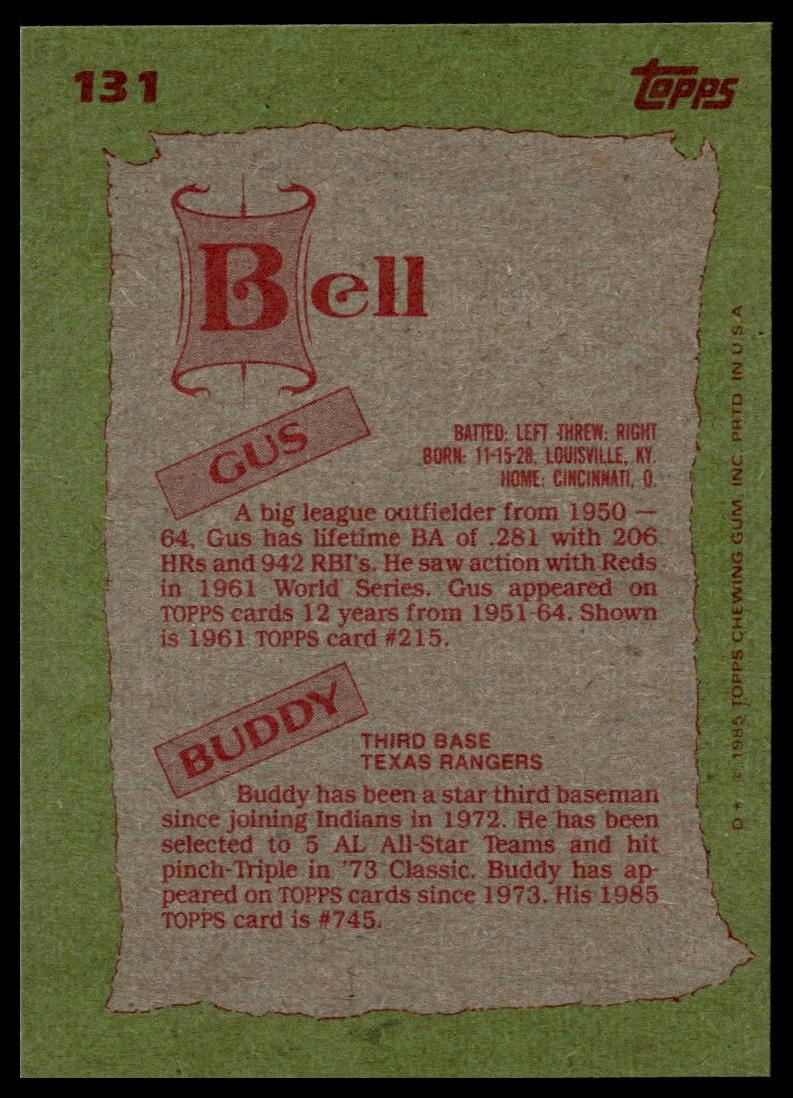 131
Topps
Bell
GUS
BATTED: LEFT THREW: RIGHT
BORN: 11-15-28, LOUISVILLE, KY.
HOME: CINCINNATI, O.
A big league outfielder from 1950 —
64, Gus has lifetime BA of .281 with 206
HRs and 942 RBI's. He saw action with Reds
in 1961 World Series. Gus appeared on
TOPPS cards 12 years from 1951-64. Shown
is 1961 TOPPS card #215.
BUDDY
THIRD BASE
TEXAS RANGERS
Buddy has been a star third baseman
since joining Indians in 1972. He has been
selected to 5 AL All-Star Teams and hit
pinch-Triple in '73 Classic. Buddy has ap-
peared on TOPPS cards since 1973. His 1985
TOPPS card is #745.
D* © 1985 TOPPS CHEWING GUM, INC. PRTD. IN U.S.A.